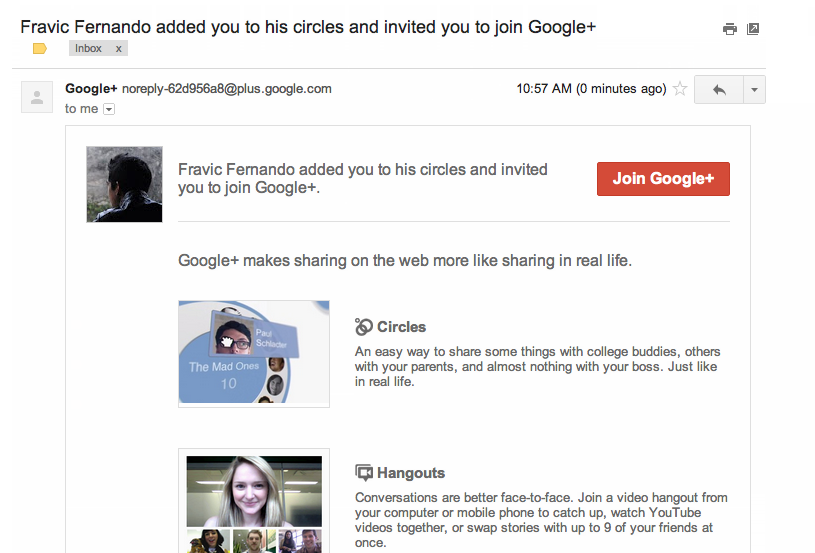 Fravic Fernando added you to his circles and invited you to join Google+
Inbox x
Google+ noreply-62d956a8@plus.google.com 10:57 AM (0 minutes ago)
to me
Fravic Fernando added you to his circles and invited
you to join Google+.
Join Google+
Google+ makes sharing on the web more like sharing in real life.
Paul
Schlader
The Mad Ones
10
Circles
An easy way to share some things with college buddies, others
with your parents, and almost nothing with your boss. Just like
in real life.
Hangouts
Conversations are better face-to-face. Join a video hangout from
your computer or mobile phone to catch up, watch YouTube
videos together, or swap stories with up to 9 of your friends at
once.